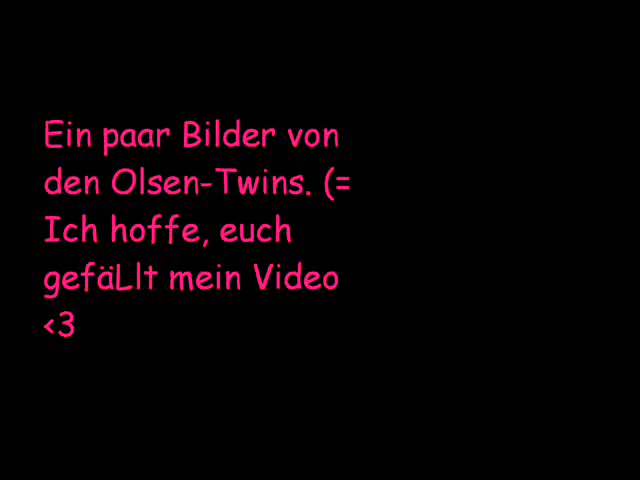 Ein paar Bilder von
den Olsen-Twins. (=
Ich hoffe, euch
gefäLlt mein Video
<3